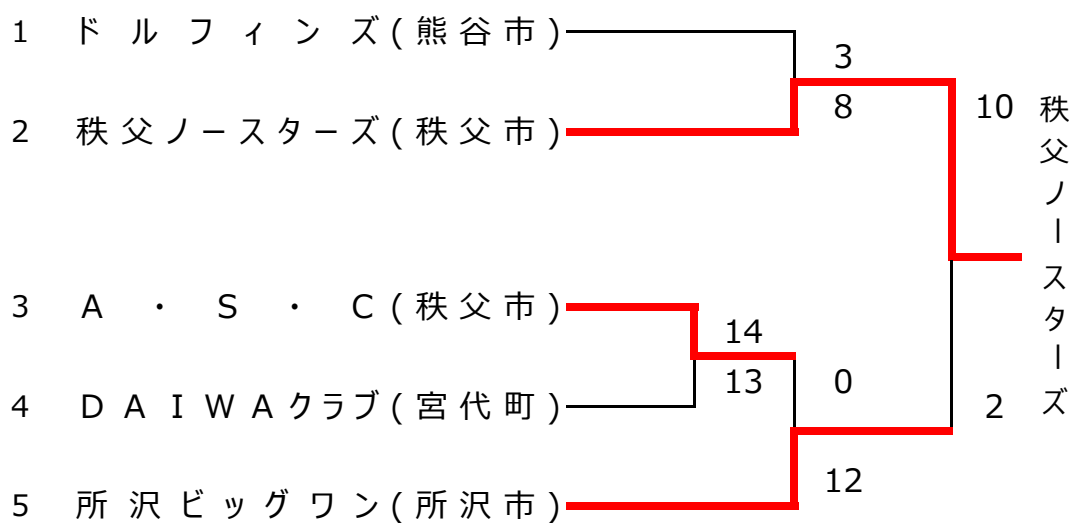 1 ドルフィンズ(熊谷市)
3
8
10
2 秩父ノースターズ(秩父市)
秩父ノースターズ
3 A・S・C(秩父市)
14
13
0
4 DAIWAクラブ(宮代町)
2
12
5 所沢ビッグワン(所沢市)